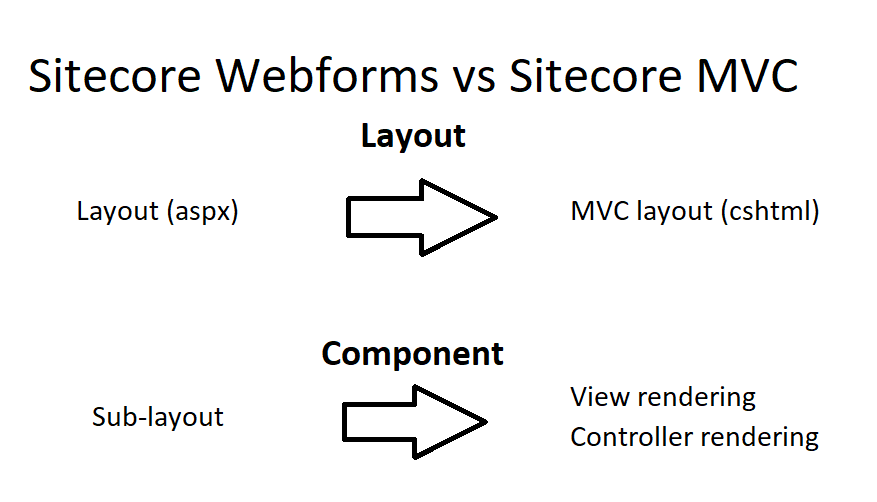 Sitecore Webforms vs Sitecore MVC
Layout
Layout (aspx)
MVC layout (cshtml)
Component
Sub-layout
View rendering
Controller rendering